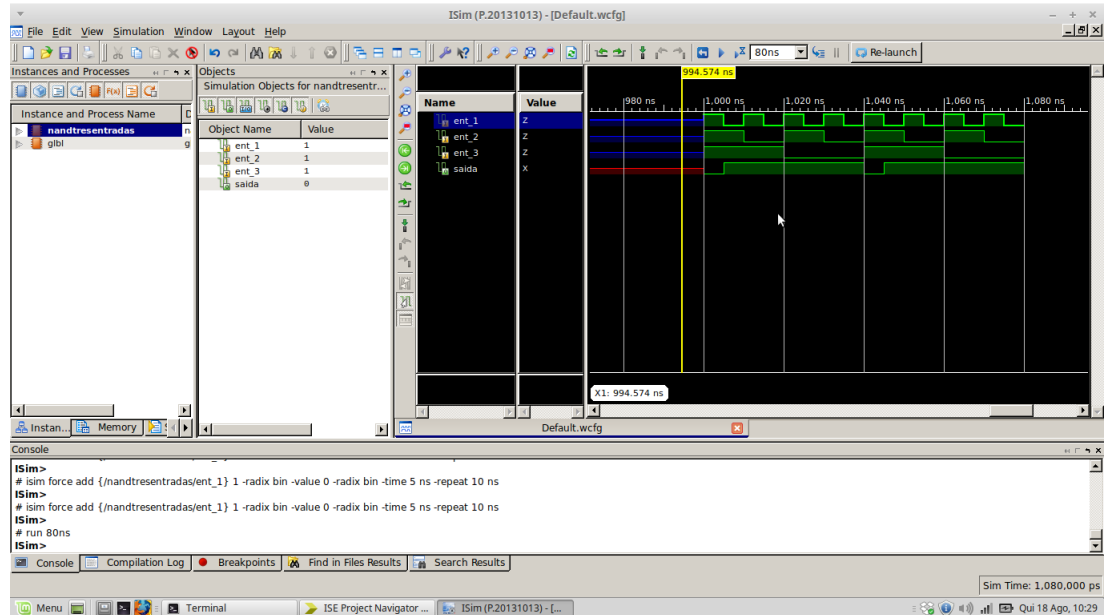 ISim (P.20131013) - [Default.wcfg]
File Edit View Simulation Window Layout Help
80ns
Re-launch
Instances and Processes
Instance and Process Name
D
nandtresentradas
n
glbl
g
Instan...
Memory
Objects
Simulation Objects for nandtresentr...
Object Name Value
ent_1 1
ent_2 1
ent_3 1
saida 0
Name Value
ent_1 Z
ent_2 Z
ent_3 Z
saida X
994.574 ns
980 ns 1,000 ns 1,020 ns 1,040 ns 1,060 ns 1,080 ns
X1: 994.574 ns
Default.wcfg
Console
ISim>
# isim force add {/nandtresentradas/ent_1} 1 -radix bin -value 0 -radix bin -time 5 ns -repeat 10 ns
ISim>
# isim force add {/nandtresentradas/ent_1} 1 -radix bin -value 0 -radix bin -time 5 ns -repeat 10 ns
ISim>
# run 80ns
ISim>
Console Compilation Log Breakpoints Find in Files Results Search Results
Sim Time: 1,080,000 ps
Menu Terminal ISE Project Navigator ... ISim (P.20131013) - [... Qui 18 Ago, 10:29